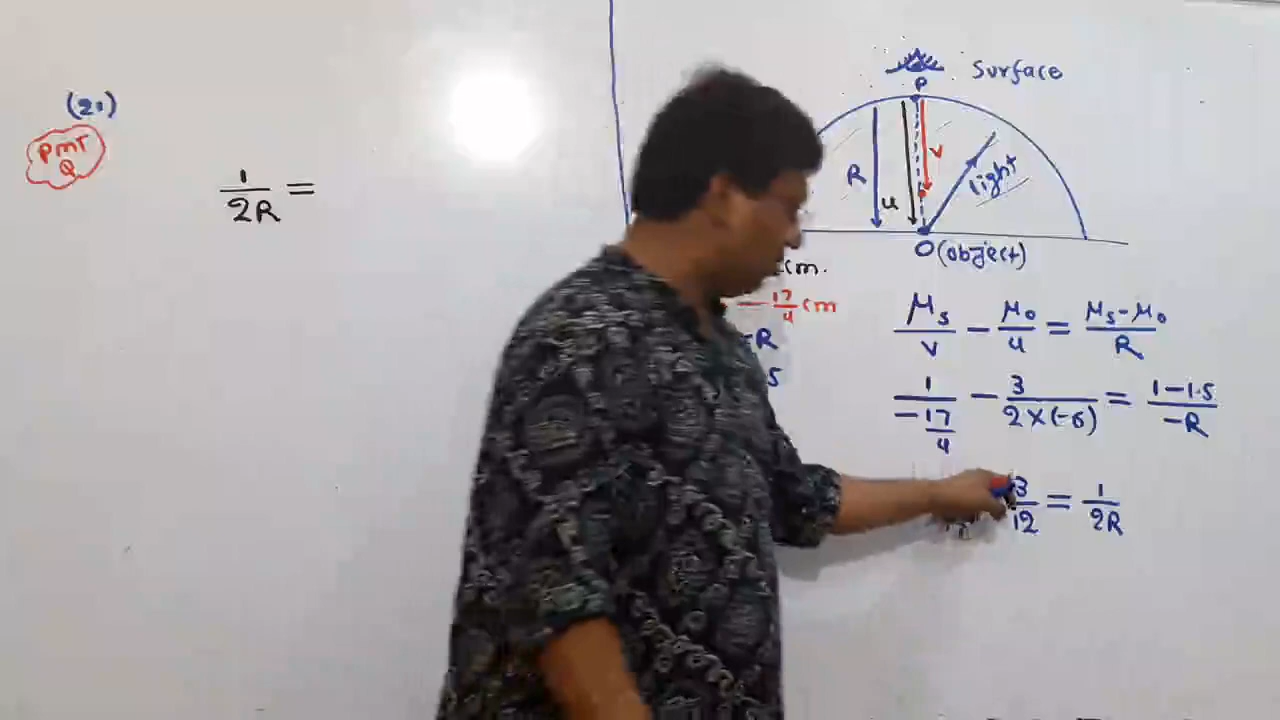 (21)
PMT
Q
1/2R =
Surface
P
R
u
v
light
O(object)
cm.
-17/4 cm
-R
5
μs/v - μo/u = μs-μo/R
1/-17/4 - 3/2×(-6) = 1-1.5/-R
3/12 = 1/2R